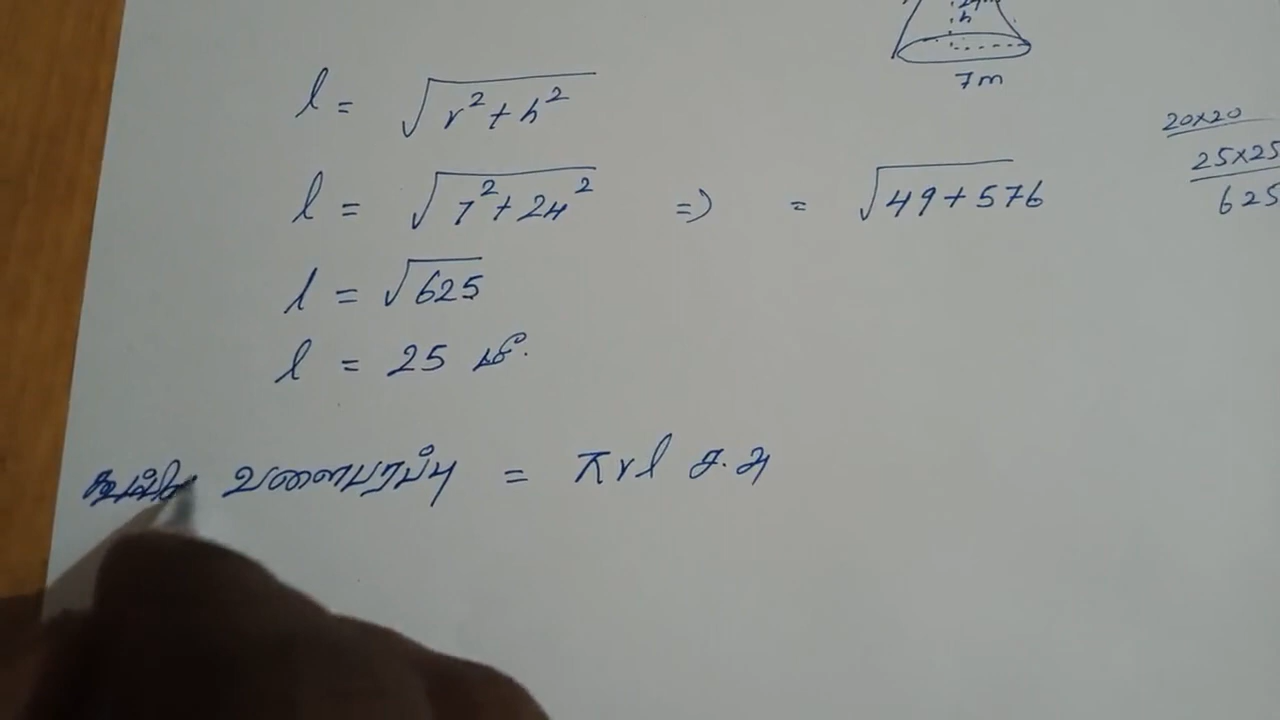 h
7m
l = √r²+h²
20×20
25×25
625
l = √7²+24² => = √49+576
l = √625
l = 25 மீ.
வளைபரப்பு = πrl ச.அ